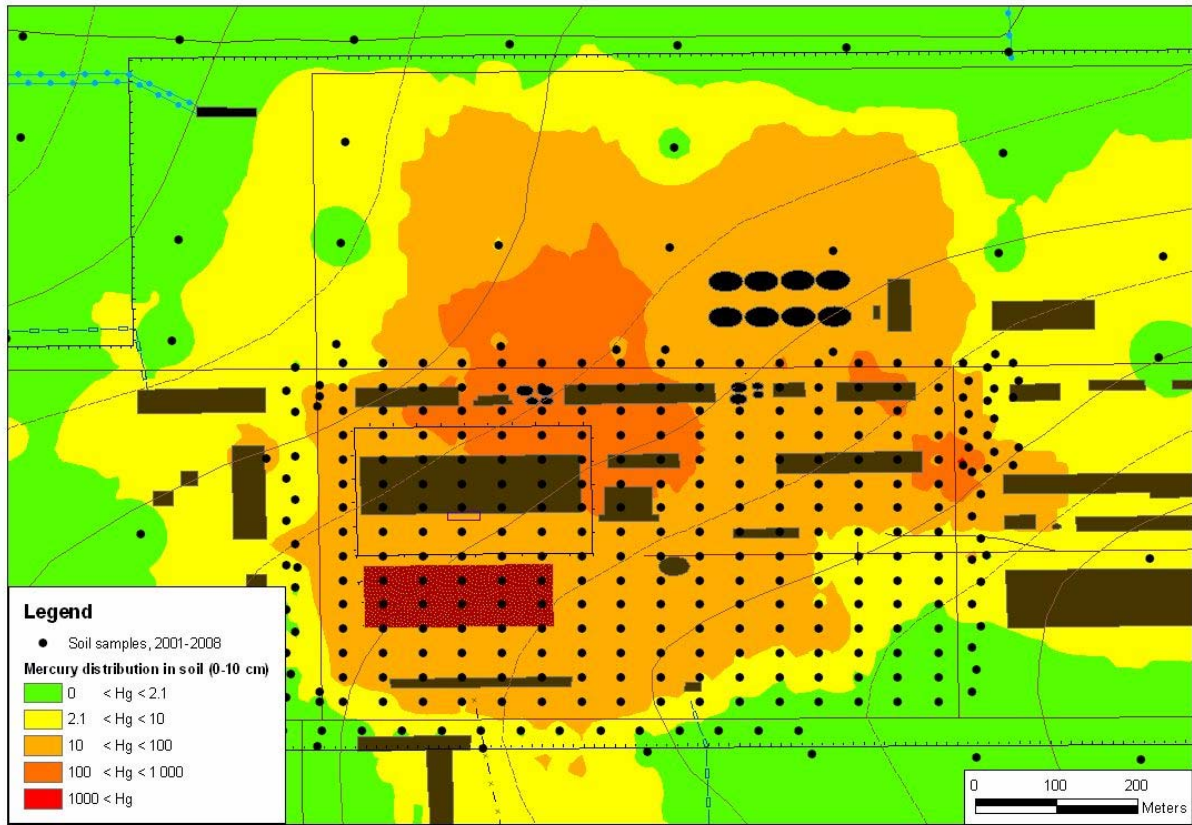 Legend
Soil samples, 2001-2008
Mercury distribution in soil (0-10 cm)
0 < Hg < 2.1
2.1 < Hg < 10
10 < Hg < 100
100 < Hg < 1 000
1000 < Hg
0 100 200
Meters